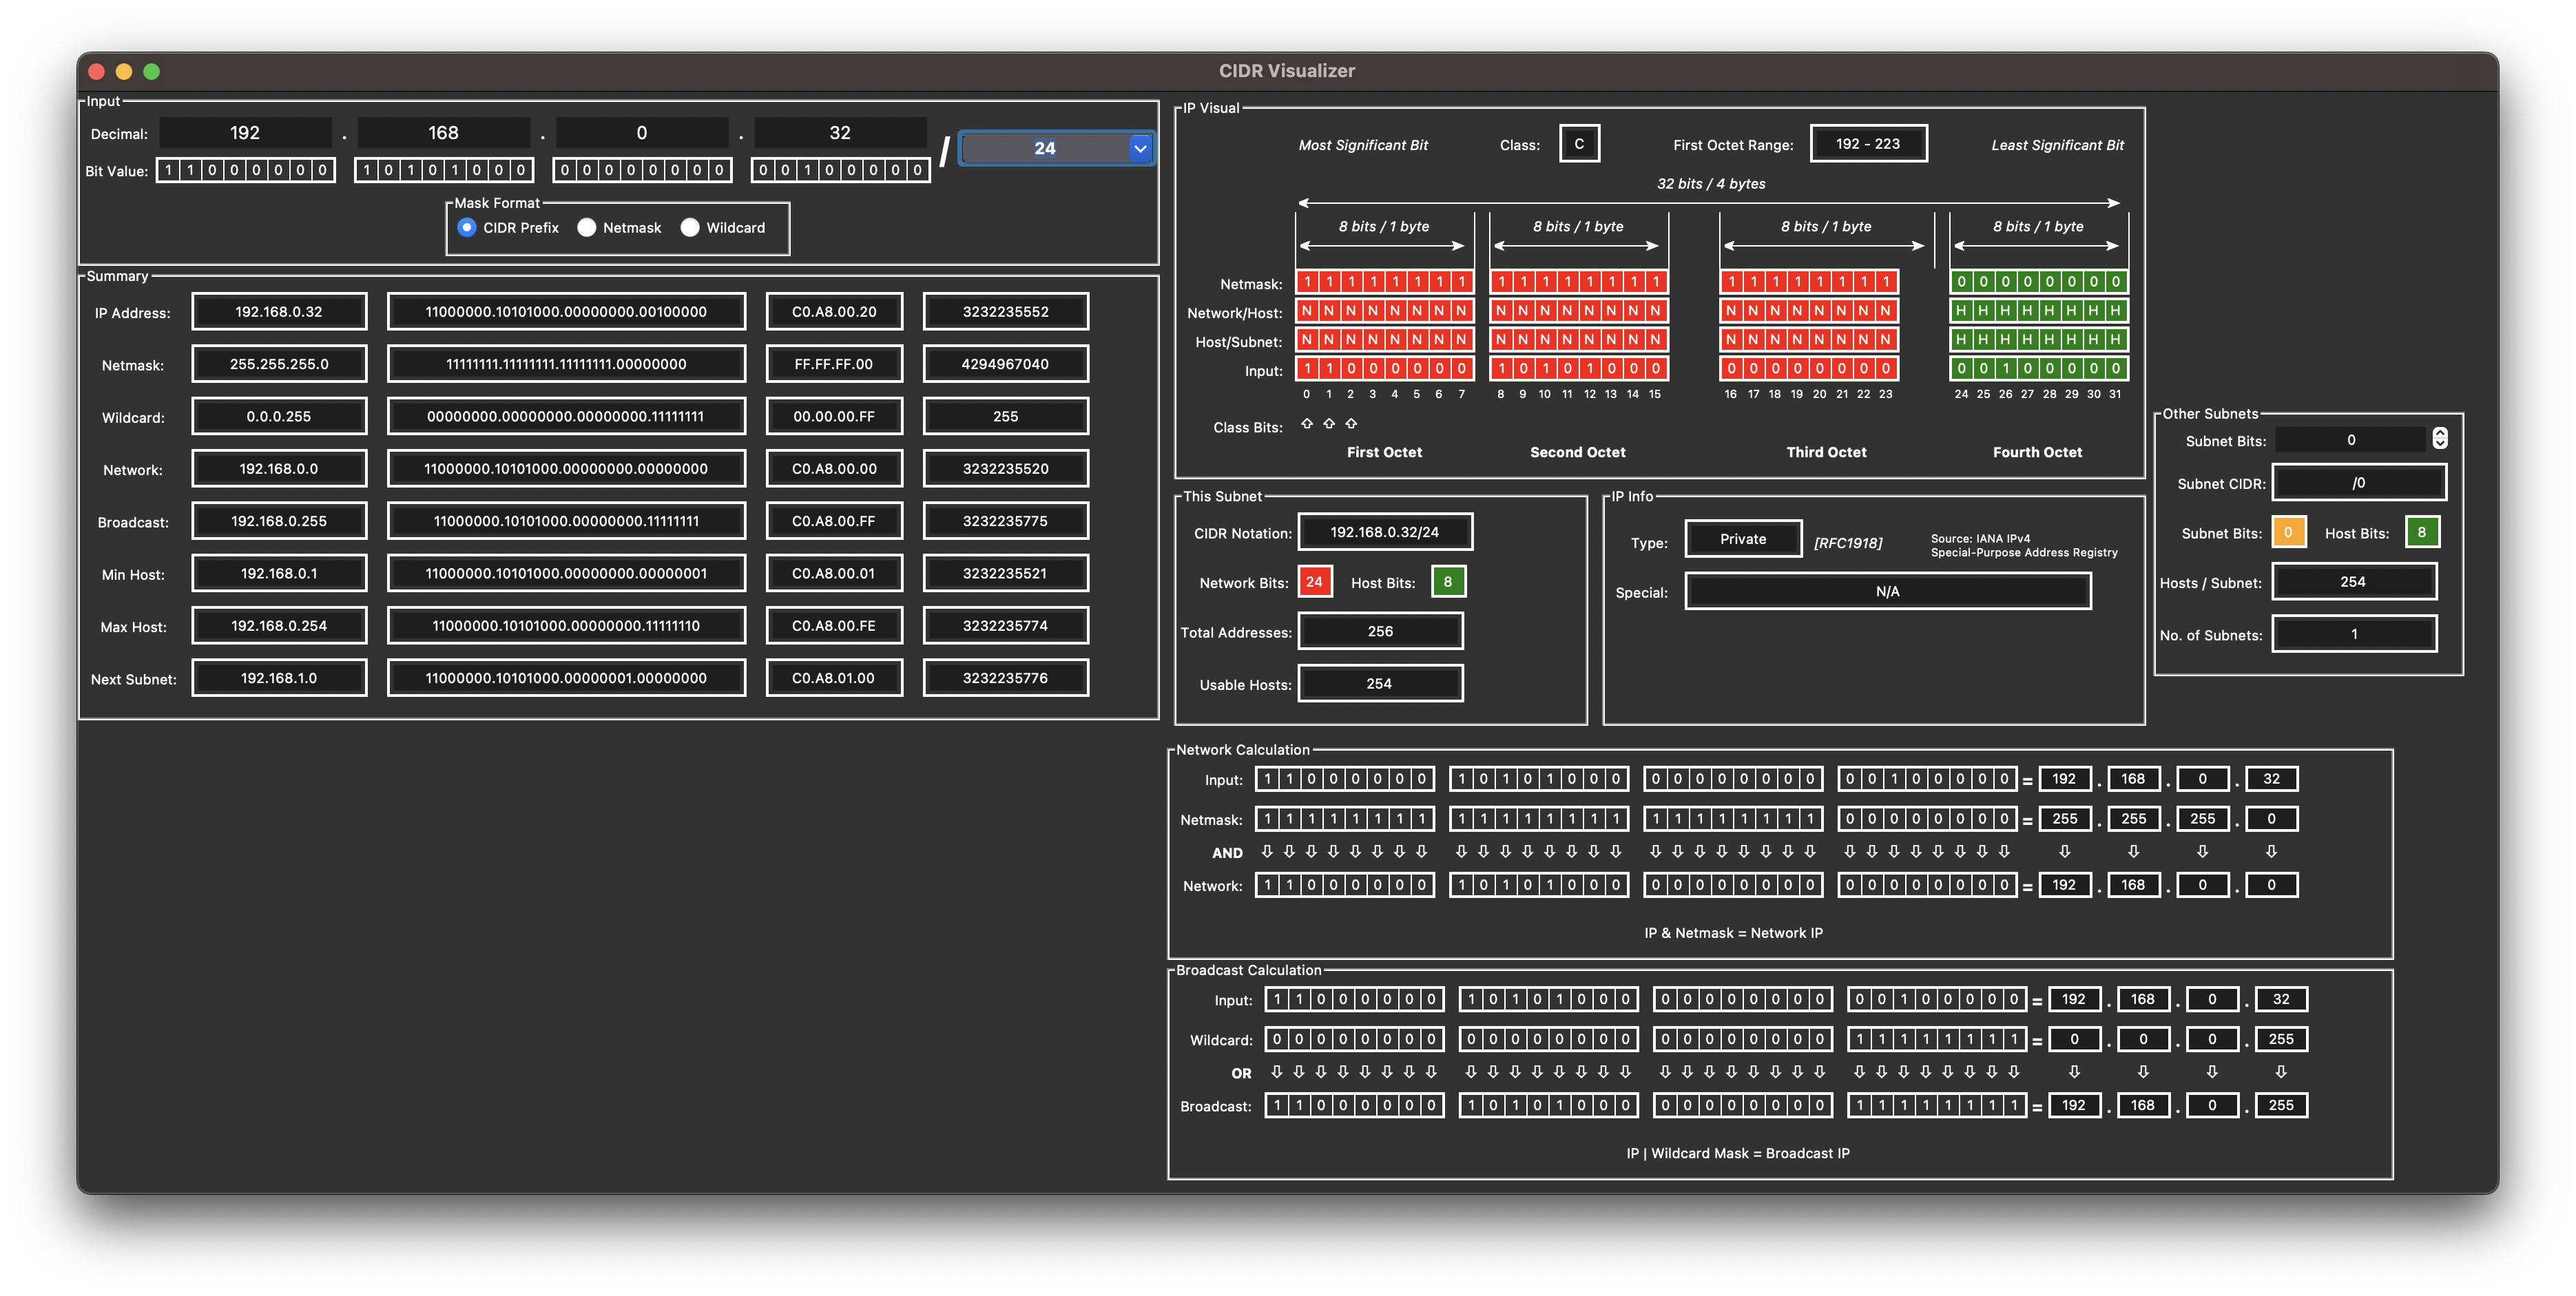 CIDR Visualizer
Input
Decimal: 192 . 168 . 0 . 32 / 24
Bit Value: 1 1 0 0 0 0 0 0 1 0 1 0 1 0 0 0 0 0 0 0 0 0 0 0 0 0 1 0 0 0 0 0
Mask Format
CIDR Prefix Netmask Wildcard
Summary
IP Address: 192.168.0.32 11000000.10101000.00000000.00100000 C0.A8.00.20 3232235552
Netmask: 255.255.255.0 11111111.11111111.11111111.00000000 FF.FF.FF.00 4294967040
Wildcard: 0.0.0.255 00000000.00000000.00000000.11111111 00.00.00.FF 255
Network: 192.168.0.0 11000000.10101000.00000000.00000000 C0.A8.00.00 3232235520
Broadcast: 192.168.0.255 11000000.10101000.00000000.11111111 C0.A8.00.FF 3232235775
Min Host: 192.168.0.1 11000000.10101000.00000000.00000001 C0.A8.00.01 3232235521
Max Host: 192.168.0.254 11000000.10101000.00000000.11111110 C0.A8.00.FE 3232235774
Next Subnet: 192.168.1.0 11000000.10101000.00000001.00000000 C0.A8.01.00 3232235776
IP Visual
Most Significant Bit Class: C First Octet Range: 192 - 223 Least Significant Bit
32 bits / 4 bytes
8 bits / 1 byte 8 bits / 1 byte 8 bits / 1 byte 8 bits / 1 byte
Netmask: 1 1 1 1 1 1 1 1 1 1 1 1 1 1 1 1 1 1 1 1 1 1 1 1 0 0 0 0 0 0 0 0
Network/Host: N N N N N N N N N N N N N N N N N N N N N N N N H H H H H H H H
Host/Subnet: N N N N N N N N N N N N N N N N N N N N N N N N H H H H H H H H
Input: 1 1 0 0 0 0 0 0 1 0 1 0 1 0 0 0 0 0 0 0 0 0 0 0 0 0 1 0 0 0 0 0
0 1 2 3 4 5 6 7 8 9 10 11 12 13 14 15 16 17 18 19 20 21 22 23 24 25 26 27 28 29 30 31
Class Bits: ⇧ ⇧ ⇧
First Octet Second Octet Third Octet Fourth Octet
This Subnet
CIDR Notation: 192.168.0.32/24
Network Bits: 24 Host Bits: 8
Total Addresses: 256
Usable Hosts: 254
IP Info
Type: Private [RFC1918] Source: IANA IPv4
Special-Purpose Address Registry
Special: N/A
Other Subnets
Subnet Bits: 0
Subnet CIDR: /0
Subnet Bits: 0 Host Bits: 8
Hosts / Subnet: 254
No. of Subnets: 1
Network Calculation
Input: 1 1 0 0 0 0 0 0 1 0 1 0 1 0 0 0 0 0 0 0 0 0 0 0 0 0 1 0 0 0 0 0 = 192 . 168 . 0 . 32
Netmask: 1 1 1 1 1 1 1 1 1 1 1 1 1 1 1 1 1 1 1 1 1 1 1 1 0 0 0 0 0 0 0 0 = 255 . 255 . 255 . 0
AND ⇩ ⇩ ⇩ ⇩ ⇩ ⇩ ⇩ ⇩ ⇩ ⇩ ⇩ ⇩ ⇩ ⇩ ⇩ ⇩ ⇩ ⇩ ⇩ ⇩ ⇩ ⇩ ⇩ ⇩ ⇩ ⇩ ⇩ ⇩ ⇩ ⇩ ⇩ ⇩ ⇩ ⇩ ⇩ ⇩
Network: 1 1 0 0 0 0 0 0 1 0 1 0 1 0 0 0 0 0 0 0 0 0 0 0 0 0 0 0 0 0 0 0 = 192 . 168 . 0 . 0
IP & Netmask = Network IP
Broadcast Calculation
Input: 1 1 0 0 0 0 0 0 1 0 1 0 1 0 0 0 0 0 0 0 0 0 0 0 0 0 1 0 0 0 0 0 = 192 . 168 . 0 . 32
Wildcard: 0 0 0 0 0 0 0 0 0 0 0 0 0 0 0 0 0 0 0 0 0 0 0 0 1 1 1 1 1 1 1 1 = 0 . 0 . 0 . 255
OR ⇩ ⇩ ⇩ ⇩ ⇩ ⇩ ⇩ ⇩ ⇩ ⇩ ⇩ ⇩ ⇩ ⇩ ⇩ ⇩ ⇩ ⇩ ⇩ ⇩ ⇩ ⇩ ⇩ ⇩ ⇩ ⇩ ⇩ ⇩ ⇩ ⇩ ⇩ ⇩ ⇩ ⇩ ⇩ ⇩
Broadcast: 1 1 0 0 0 0 0 0 1 0 1 0 1 0 0 0 0 0 0 0 0 0 0 0 1 1 1 1 1 1 1 1 = 192 . 168 . 0 . 255
IP | Wildcard Mask = Broadcast IP